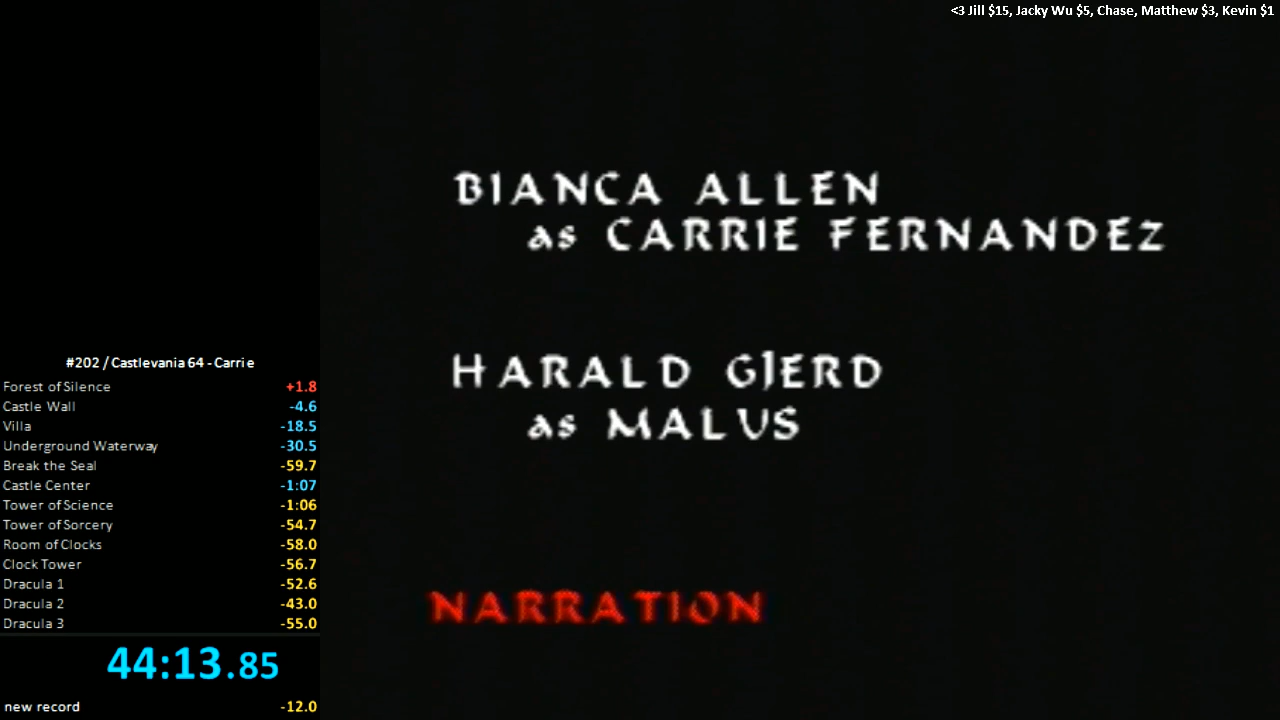 <3 Jill $15, Jacky Wu $5, Chase, Matthew $3, Kevin $1
BIANCA ALLEN
as CARRIE FERNANDEZ
HARALD GJERD
as MALUS
NARRATION
#202 / Castlevania 64 - Carrie
Forest of Silence +1.8
Castle Wall -4.6
Villa -18.5
Underground Waterway -30.5
Break the Seal -59.7
Castle Center -1:07
Tower of Science -1:06
Tower of Sorcery -54.7
Room of Clocks -58.0
Clock Tower -56.7
Dracula 1 -52.6
Dracula 2 -43.0
Dracula 3 -55.0
44:13.85
new record -12.0